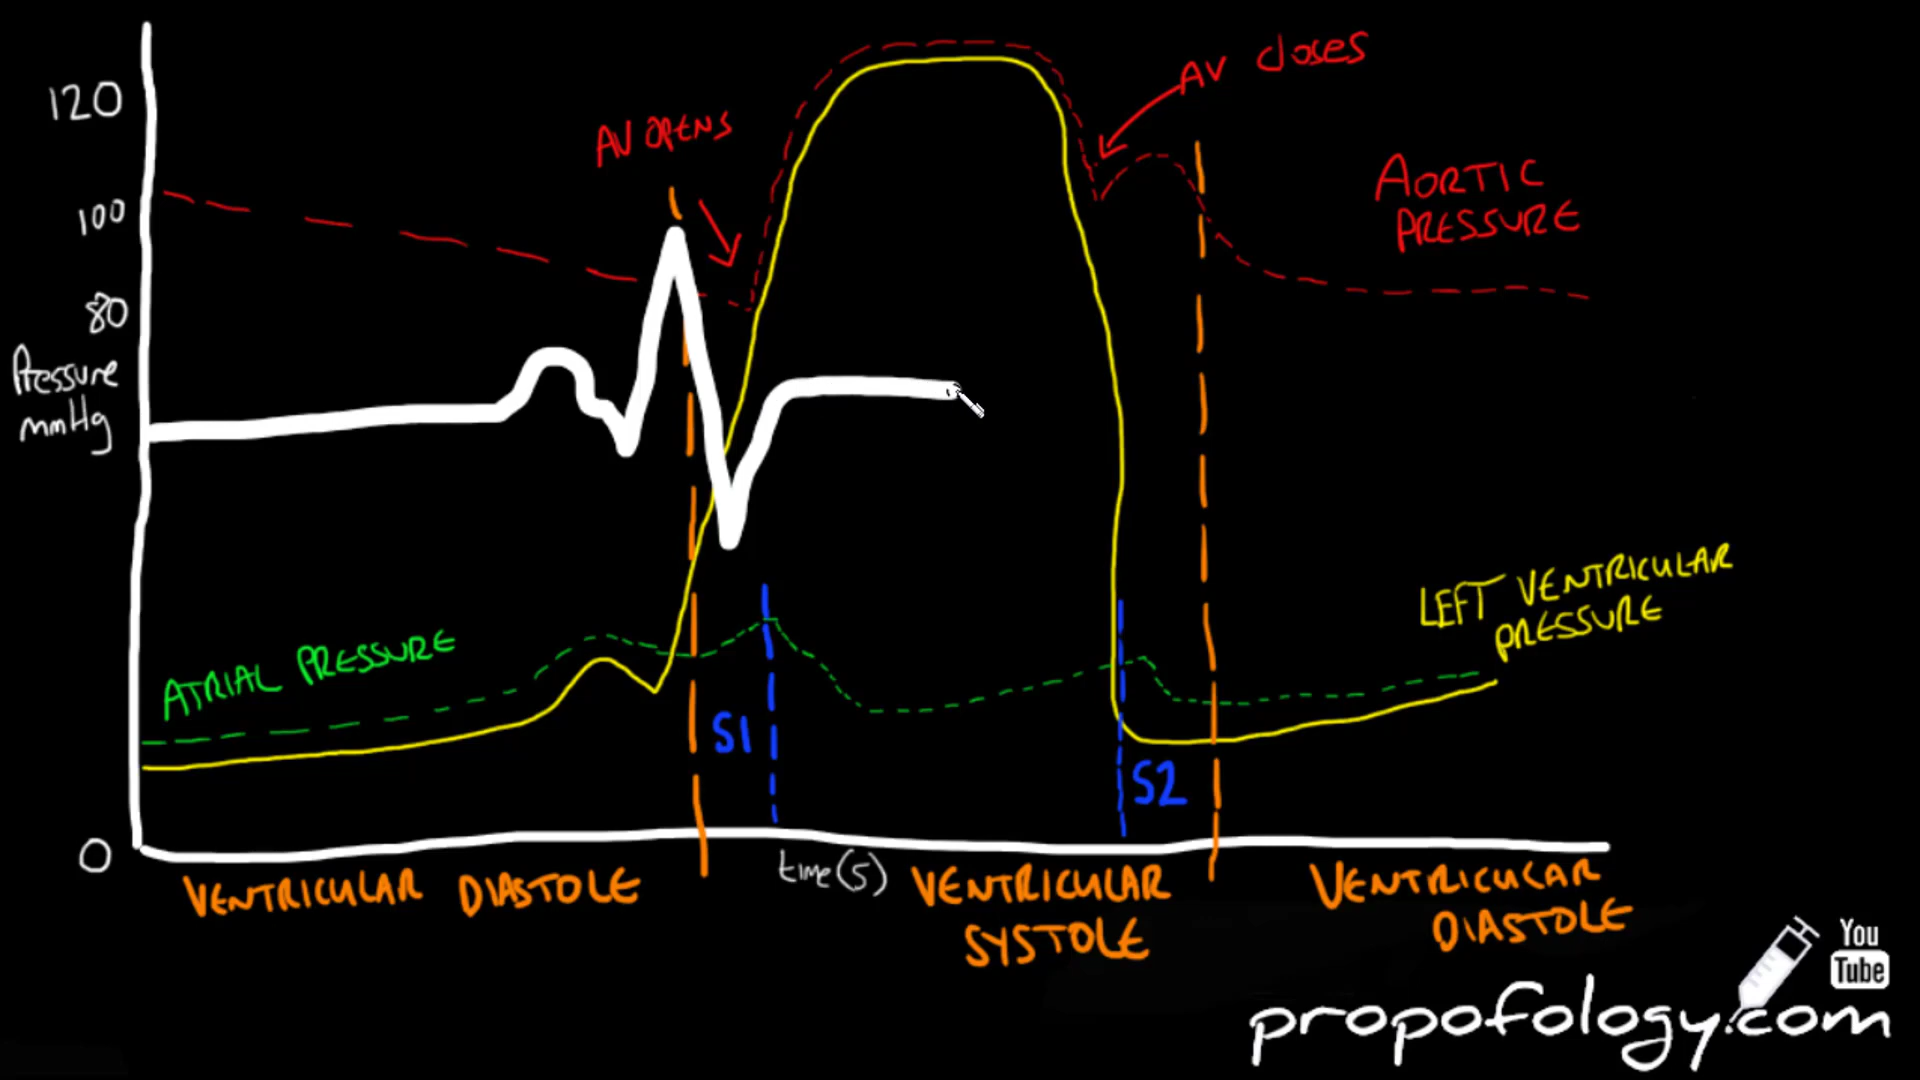 120
100
80
Pressure
mmHg
0
AV OPENS
AV closes
AORTIC
PRESSURE
LEFT VENTRICULAR
PRESSURE
ATRIAL PRESSURE
S1
S2
time(s)
VENTRICULAR DIASTOLE
VENTRICULAR
SYSTOLE
VENTRICULAR
DIASTOLE
You
Tube
propofology.com